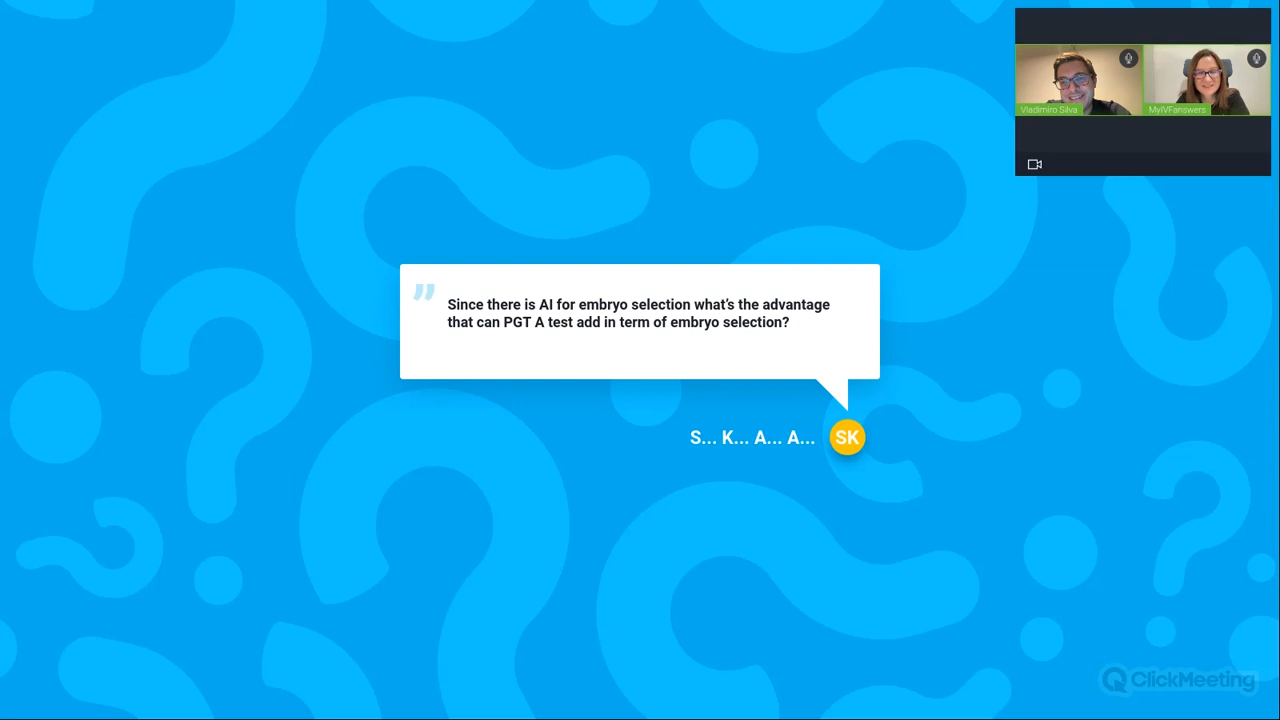 Vladimiro Silva
MyIVFanswers
” Since there is AI for embryo selection what’s the advantage
that can PGT A test add in term of embryo selection?
S... K... A... A... SK
ClickMeeting